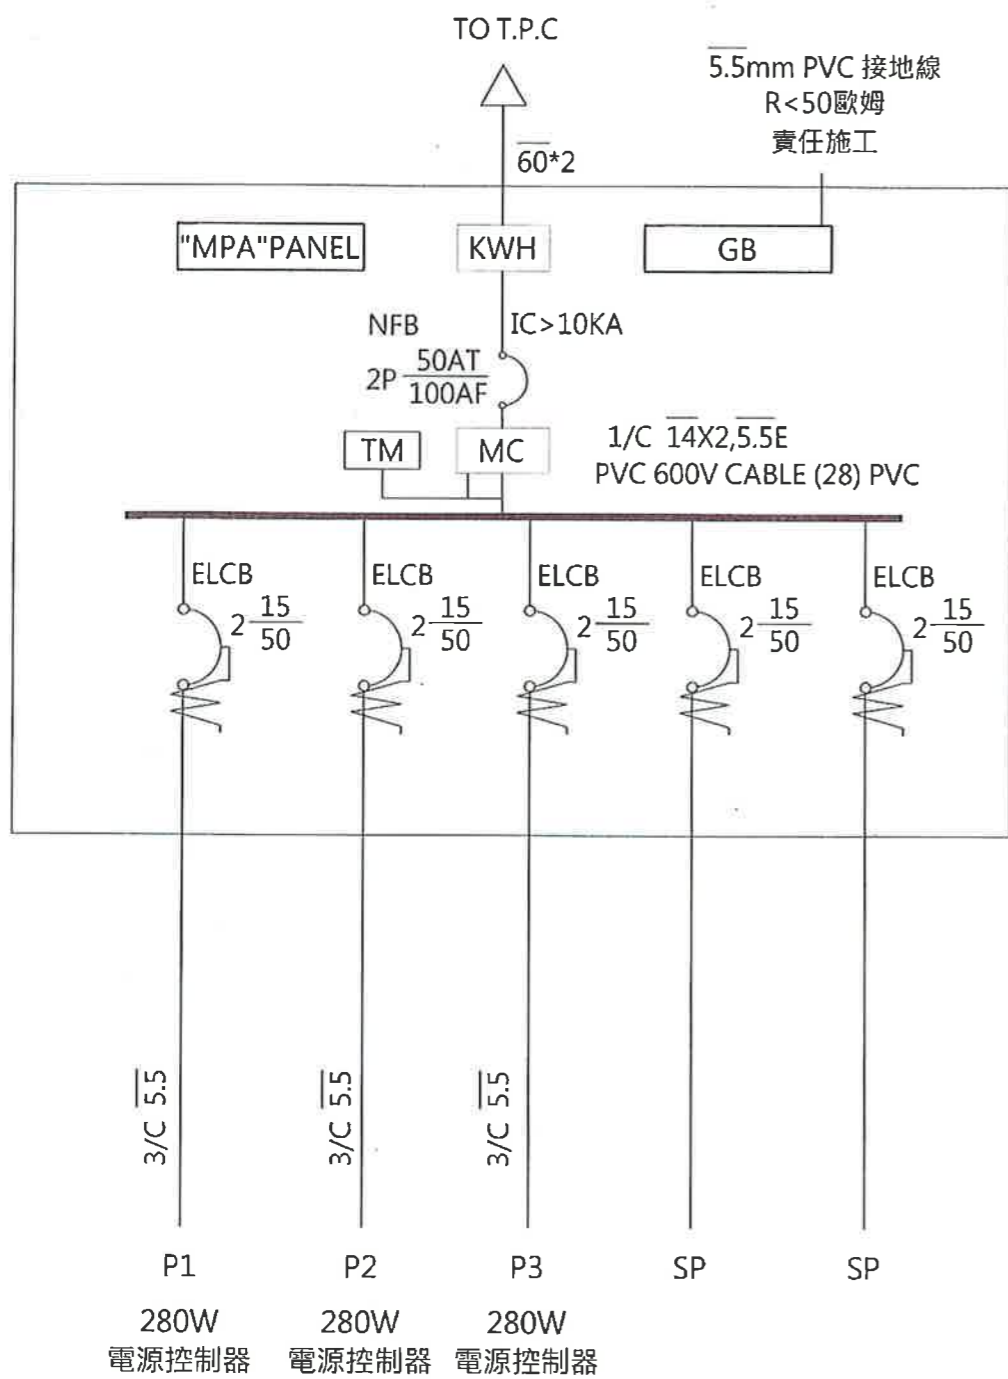 TO T.P.C
5.5mm PVC 接地線
R<50歐姆
責任施工
60*2
"MPA"PANEL
KWH
GB
NFB
IC>10KA
2P 50AT
100AF
TM
MC
1/C 14X2,5.5E
PVC 600V CABLE (28) PVC
ELCB
2 15
50
ELCB
2 15
50
ELCB
2 15
50
ELCB
2 15
50
ELCB
2 15
50
3/C 5.5
3/C 5.5
3/C 5.5
P1
P2
P3
SP
SP
280W
280W
280W
電源控制器
電源控制器
電源控制器